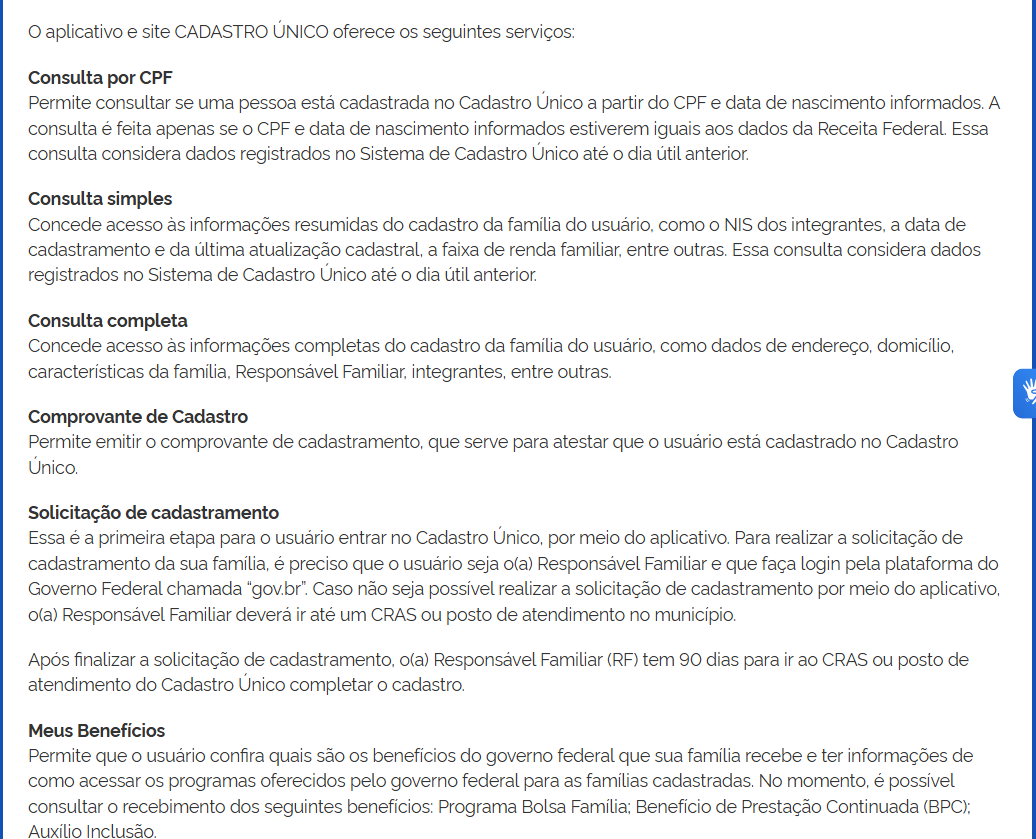 O aplicativo e site CADASTRO ÚNICO oferece os seguintes serviços:
Consulta por CPF
Permite consultar se uma pessoa está cadastrada no Cadastro Único a partir do CPF e data de nascimento informados. A
consulta é feita apenas se o CPF e data de nascimento informados estiverem iguais aos dados da Receita Federal. Essa
consulta considera dados registrados no Sistema de Cadastro Único até o dia útil anterior.
Consulta simples
Concede acesso às informações resumidas do cadastro da família do usuário, como o NIS dos integrantes, a data de
cadastramento e da última atualização cadastral, a faixa de renda familiar, entre outras. Essa consulta considera dados
registrados no Sistema de Cadastro Único até o dia útil anterior.
Consulta completa
Concede acesso às informações completas do cadastro da família do usuário, como dados de endereço, domicílio,
características da família, Responsável Familiar, integrantes, entre outras.
Comprovante de Cadastro
Permite emitir o comprovante de cadastramento, que serve para atestar que o usuário está cadastrado no Cadastro
Único.
Solicitação de cadastramento
Essa é a primeira etapa para o usuário entrar no Cadastro Único, por meio do aplicativo. Para realizar a solicitação de
cadastramento da sua família, é preciso que o usuário seja o(a) Responsável Familiar e que faça login pela plataforma do
Governo Federal chamada “gov.br”. Caso não seja possível realizar a solicitação de cadastramento por meio do aplicativo,
o(a) Responsável Familiar deverá ir até um CRAS ou posto de atendimento no município.
Após finalizar a solicitação de cadastramento, o(a) Responsável Familiar (RF) tem 90 dias para ir ao CRAS ou posto de
atendimento do Cadastro Único completar o cadastro.
Meus Benefícios
Permite que o usuário confira quais são os benefícios do governo federal que sua família recebe e ter informações de
como acessar os programas oferecidos pelo governo federal para as famílias cadastradas. No momento, é possível
consultar o recebimento dos seguintes benefícios: Programa Bolsa Família; Benefício de Prestação Continuada (BPC);
Auxílio Inclusão.